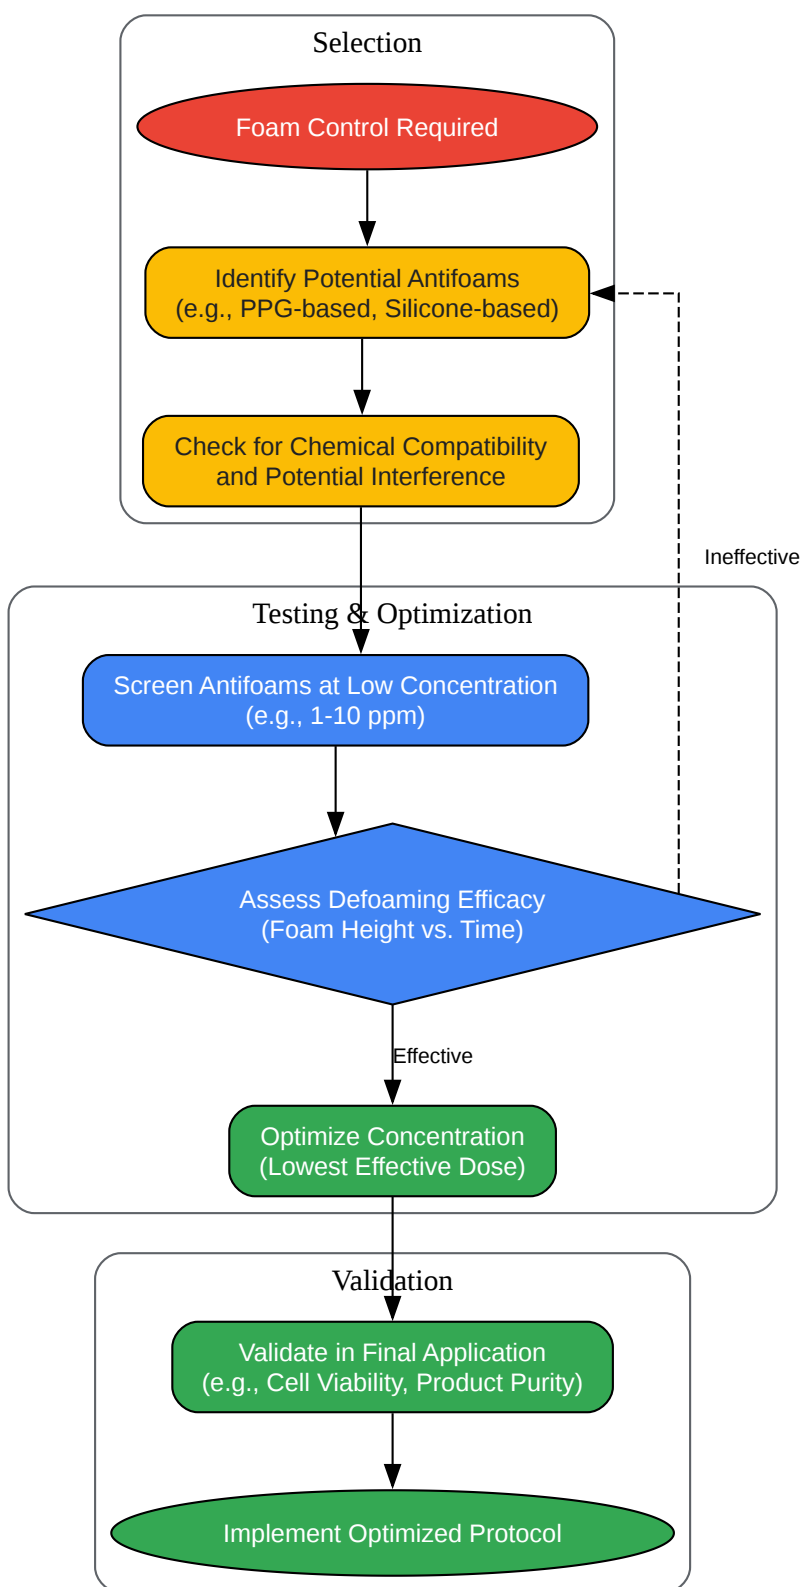 Selection
Foam Control Required
Identify Potential Antifoams
(e.g., PPG-based, Silicone-based)
Check for Chemical Compatibility
and Potential Interference
Ineffective
Testing & Optimization
Screen Antifoams at Low Concentration
(e.g., 1-10 ppm)
Assess Defoaming Efficacy
(Foam Height vs. Time)
Effective
Optimize Concentration
(Lowest Effective Dose)
Validation
Validate in Final Application
(e.g., Cell Viability, Product Purity)
Implement Optimized Protocol